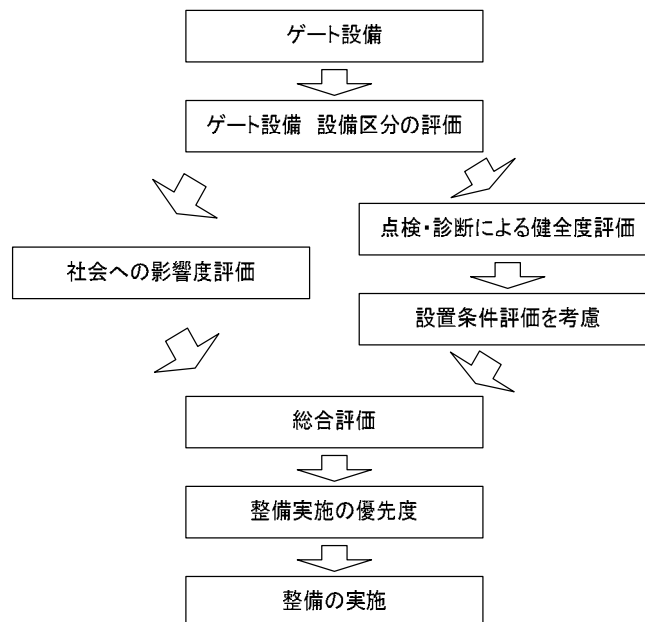 ゲート設備
ゲート設備　設備区分の評価
点検・診断による健全度評価
社会への影響度評価
設置条件評価を考慮
総合評価
整備実施の優先度
整備の実施